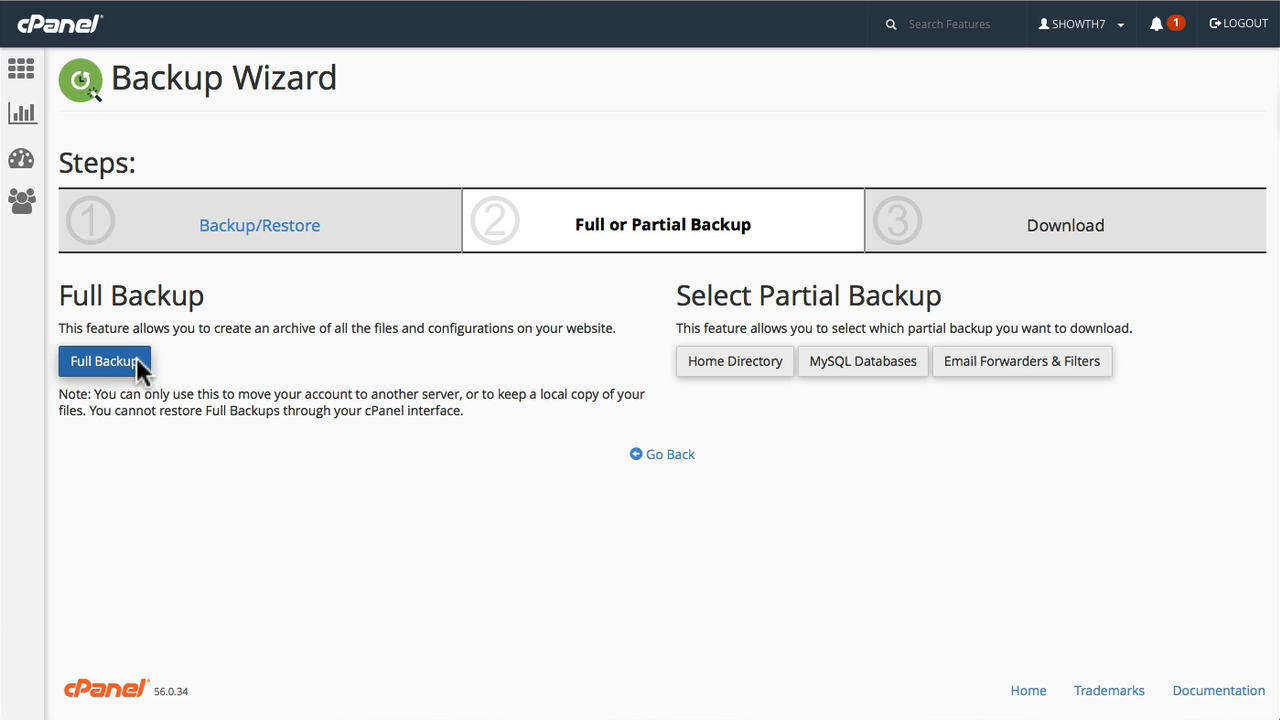 cPanel
Search Features
SHOWTH7
1
LOGOUT
Backup Wizard
Steps:
1
Backup/Restore
2
Full or Partial Backup
3
Download
Full Backup
This feature allows you to create an archive of all the files and configurations on your website.
Full Backup
Note: You can only use this to move your account to another server, or to keep a local copy of your
files. You cannot restore Full Backups through your cPanel interface.
Select Partial Backup
This feature allows you to select which partial backup you want to download.
Home Directory
MySQL Databases
Email Forwarders & Filters
Go Back
cPanel 56.0.34
Home
Trademarks
Documentation